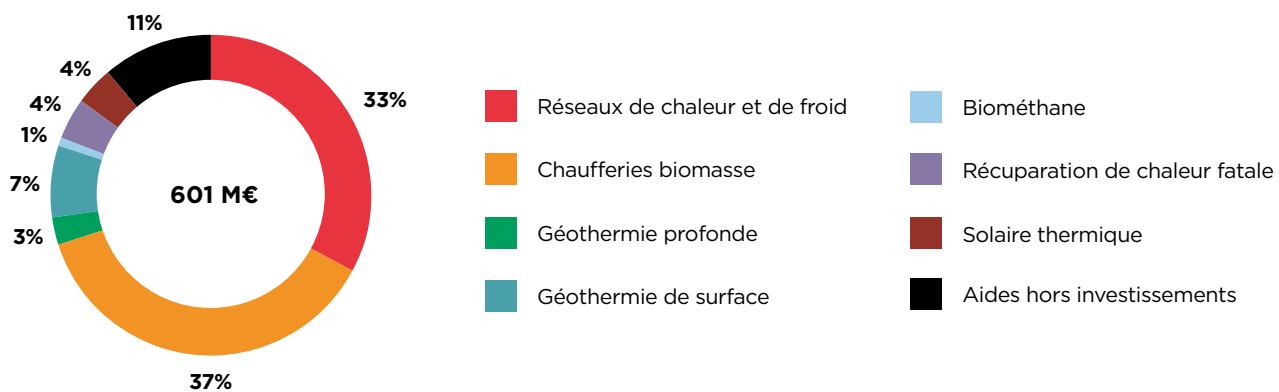 11%
4%
4%
1%
7%
3%
33%
37%
601 M€
Réseaux de chaleur et de froid
Chaufferies biomasse
Géothermie profonde
Géothermie de surface
Biométhane
Récuparation de chaleur fatale
Solaire thermique
Aides hors investissements